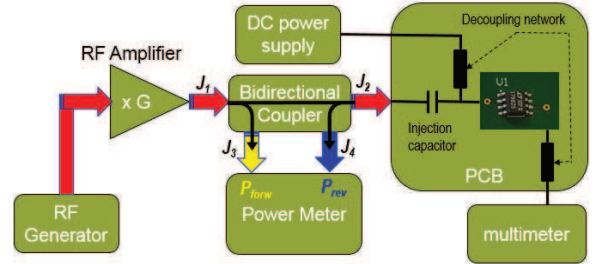 DC power
supply
Decoupling network
RF Amplifier
x G
J1
Bidirectional
Coupler
J2
U1
Injection
capacitor
J3
J4
PCB
Pforw
Prev
Power Meter
RF
Generator
multimeter